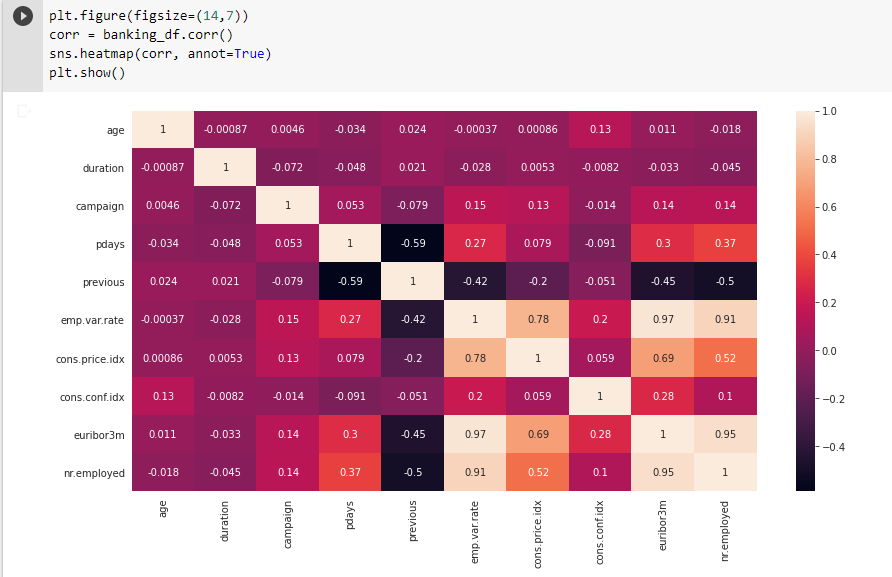 plt.figure(figsize=(14,7))
corr = banking_df.corr()
sns.heatmap(corr, annot=True)
plt.show()
age 1 -0.00087 0.0046 -0.034 0.024 -0.00037 0.00086 0.13 0.011 -0.018
duration -0.00087 1 -0.072 -0.048 0.021 -0.028 0.0053 -0.0082 -0.033 -0.045
campaign 0.0046 -0.072 1 0.053 -0.079 0.15 0.13 -0.014 0.14 0.14
pdays -0.034 -0.048 0.053 1 -0.59 0.27 0.079 -0.091 0.3 0.37
previous 0.024 0.021 -0.079 -0.59 1 -0.42 -0.2 -0.051 -0.45 -0.5
emp.var.rate -0.00037 -0.028 0.15 0.27 -0.42 1 0.78 0.2 0.97 0.91
cons.price.idx 0.00086 0.0053 0.13 0.079 -0.2 0.78 1 0.059 0.69 0.52
cons.conf.idx 0.13 -0.0082 -0.014 -0.091 -0.051 0.2 0.059 1 0.28 0.1
euribor3m 0.011 -0.033 0.14 0.3 -0.45 0.97 0.69 0.28 1 0.95
nr.employed -0.018 -0.045 0.14 0.37 -0.5 0.91 0.52 0.1 0.95 1
age duration campaign pdays previous emp.var.rate cons.price.idx cons.conf.idx euribor3m nr.employed
1.0
0.8
0.6
0.4
0.2
0.0
−0.2
−0.4